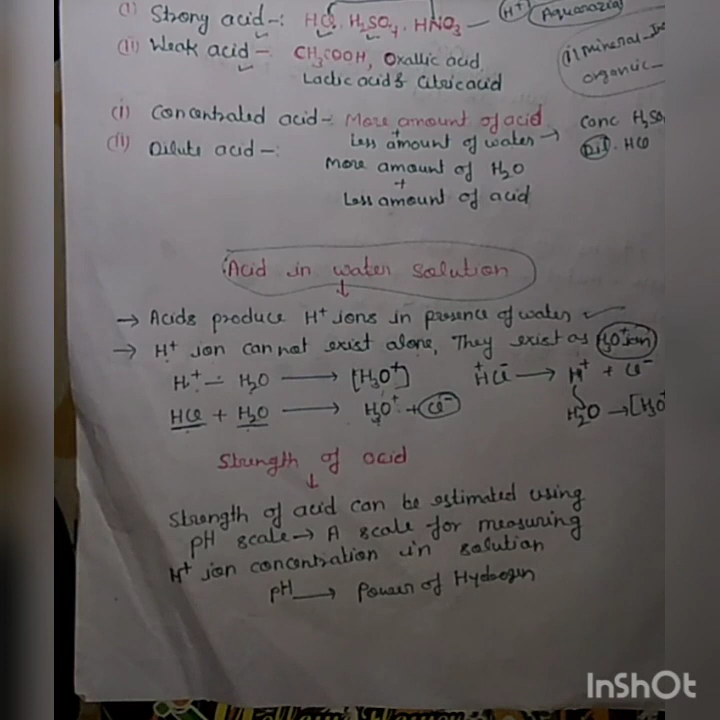 (i) Strong acid -: HCl, H2SO4, HNO3 — (H+)
(ii) Weak acid -: CH3COOH, Oxallic acid,
Lactic acid & Citric acid
(i) mineral -
organic -
(i) Concentrated acid -: More amount of acid
+
Less amount of water → Conc H2SO
(ii) Dilute acid -: Dil. HCl
More amount of H2O
+
Less amount of acid
Acid in water solution
↓
→ Acids produce H+ ions in presence of water
→ H+ ion can not exist alone, They exist as H3O+ ion
H+ — H2O → [H3O+]
HCl + H2O → H3O+ + Cl-
+HCl- → H+ + Cl-
H2O → [H3O+
Strength of acid
↓
Strength of acid can be estimated using
pH scale → A scale for measuring
H+ ion concentration in solution
pH → Power of Hydrogen
InShOt